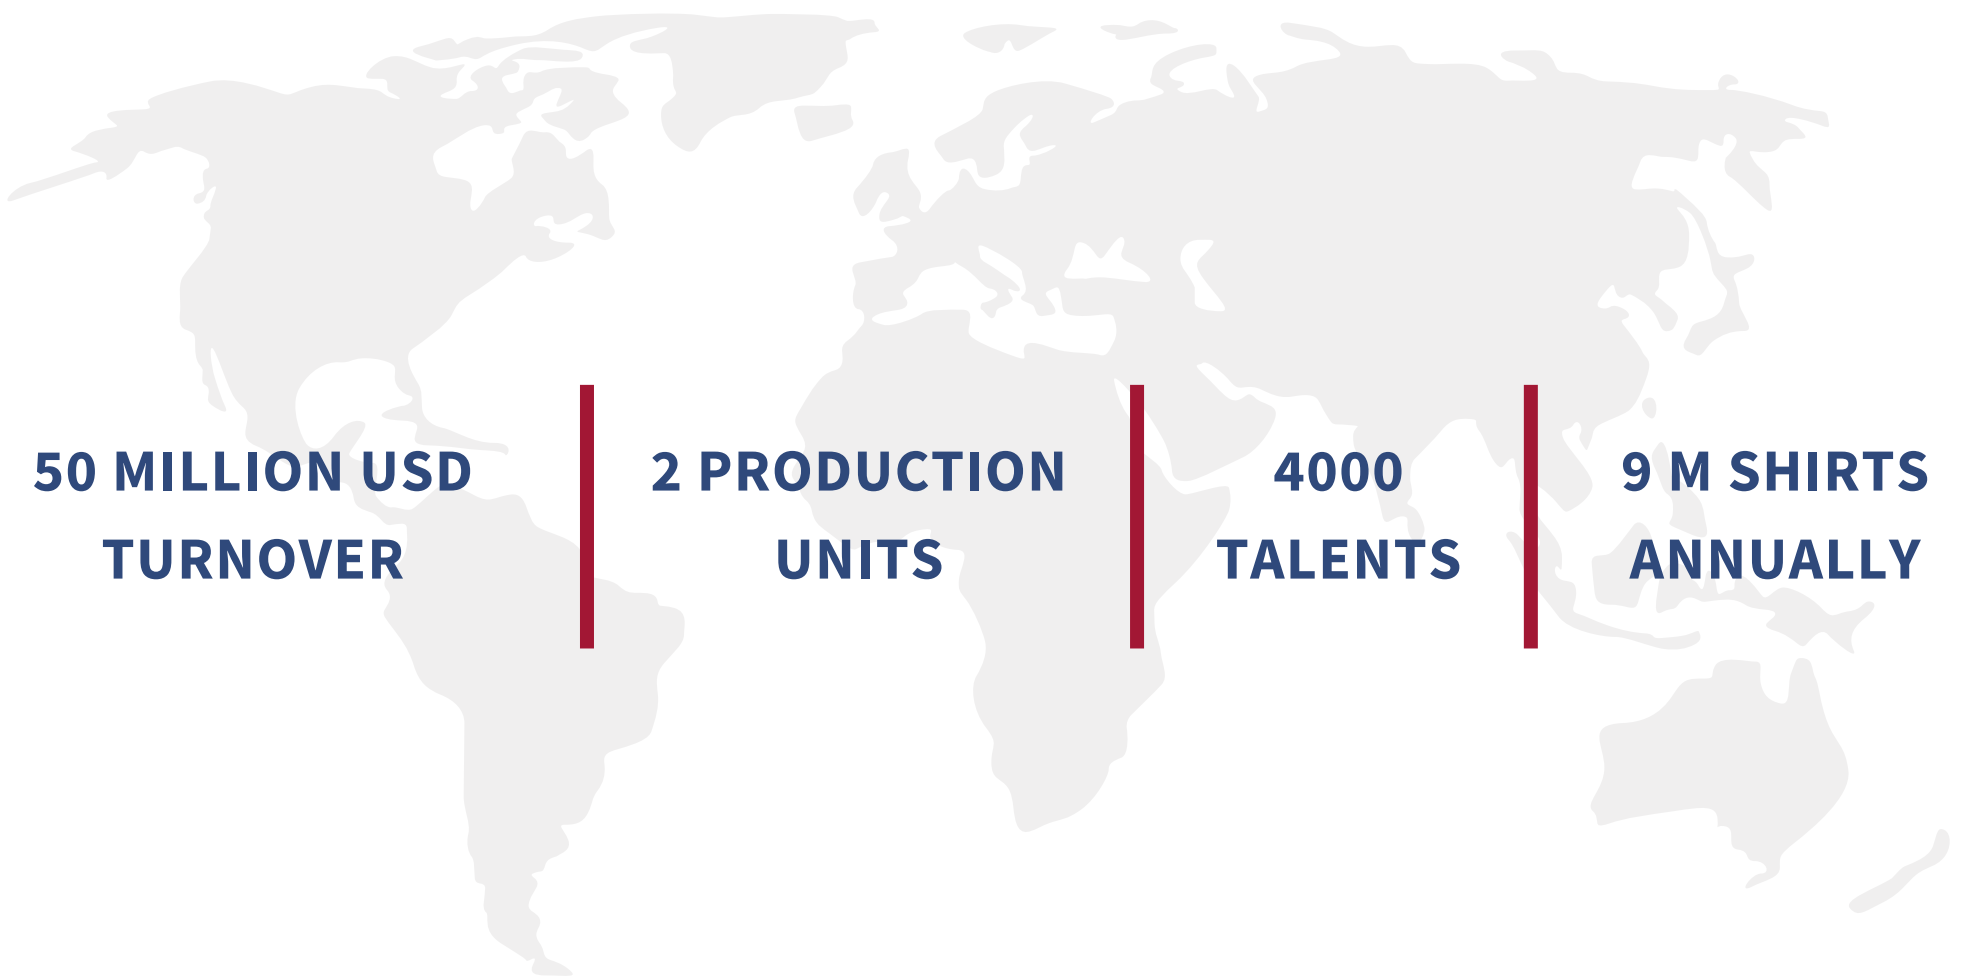 50 MILLION USD
TURNOVER
2 PRODUCTION
UNITS
4000
TALENTS
9 M SHIRTS
ANNUALLY